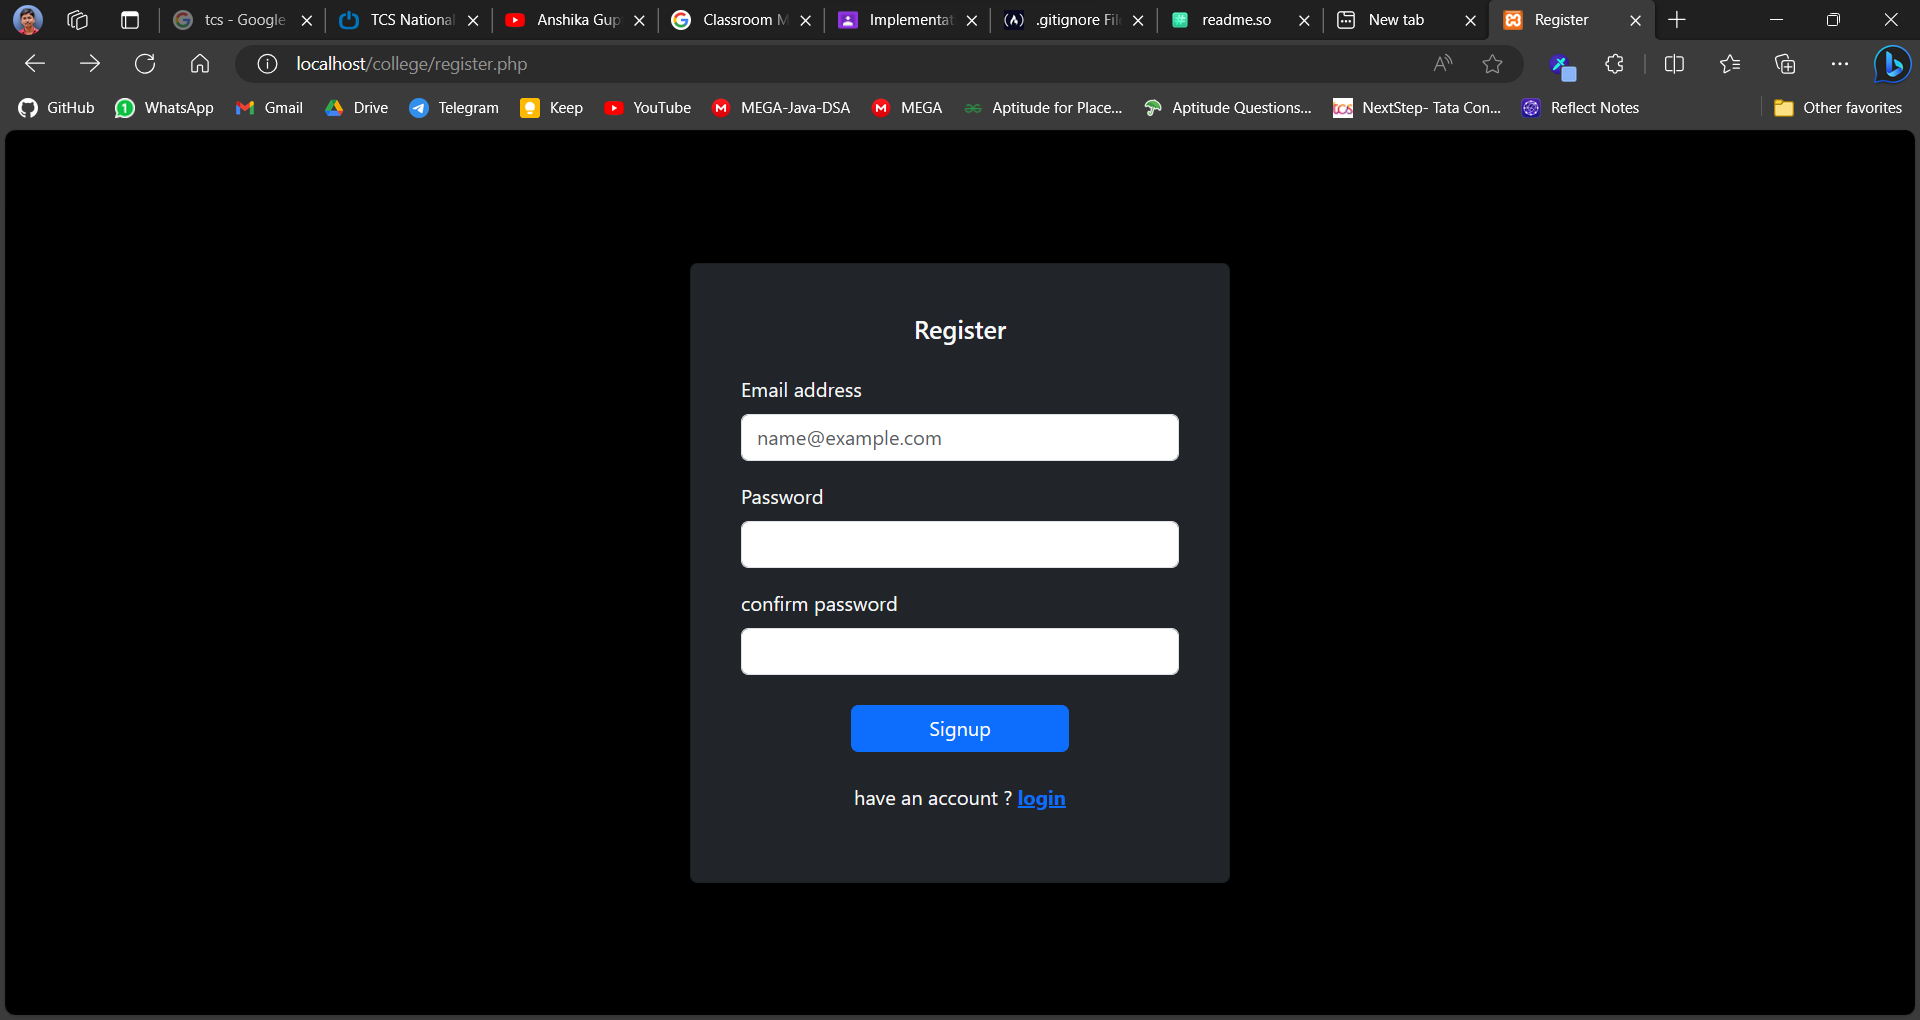 tcs - Google
TCS National
Anshika Gup
Classroom M
Implementat
.gitignore File
readme.so
New tab
Register
localhost/college/register.php
GitHub
WhatsApp
Gmail
Drive
Telegram
Keep
YouTube
MEGA-Java-DSA
MEGA
Aptitude for Place...
Aptitude Questions...
NextStep- Tata Con...
Reflect Notes
Other favorites
Register
Email address
name@example.com
Password
confirm password
Signup
have an account ? login